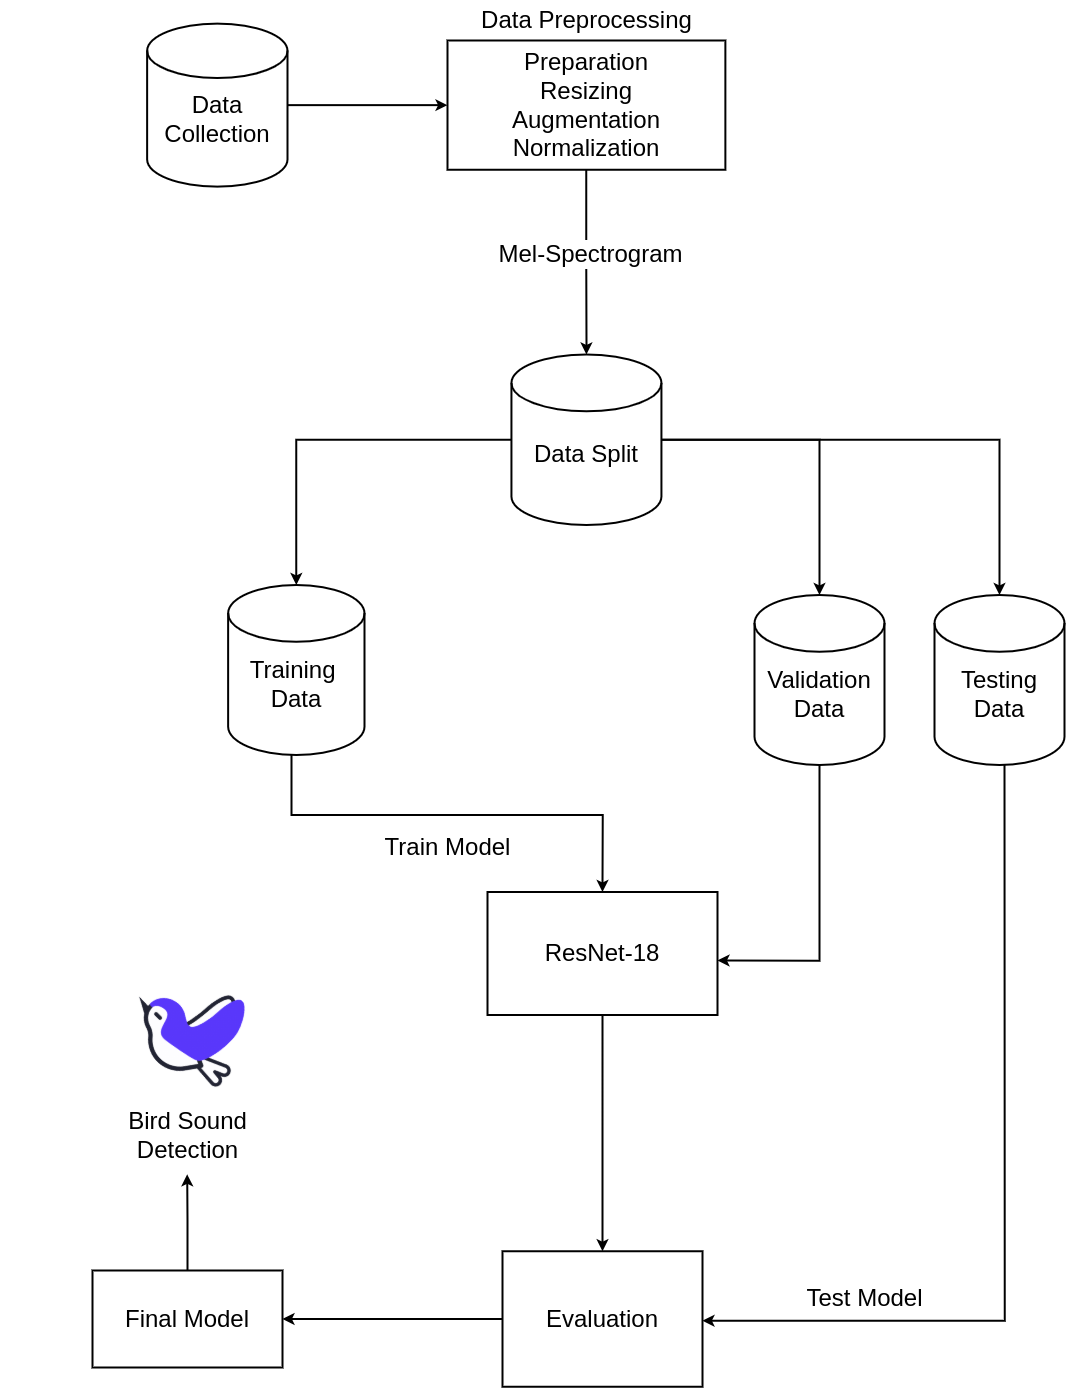 Data Preprocessing
Data
Collection
Preparation
Resizing
Augmentation
Normalization
Mel-Spectrogram
Data Split
Training
Data
Validation
Data
Testing
Data
Train Model
ResNet-18
Bird Sound
Detection
Test Model
Final Model
Evaluation